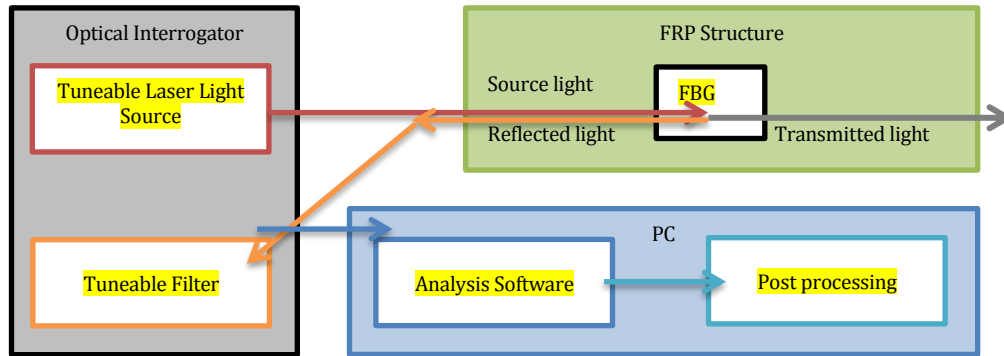 Optical Interrogator
FRP Structure
Tuneable Laser Light
Source
Source light
FBG
Reflected light
Transmitted light
PC
Tuneable Filter
Analysis Software
Post processing